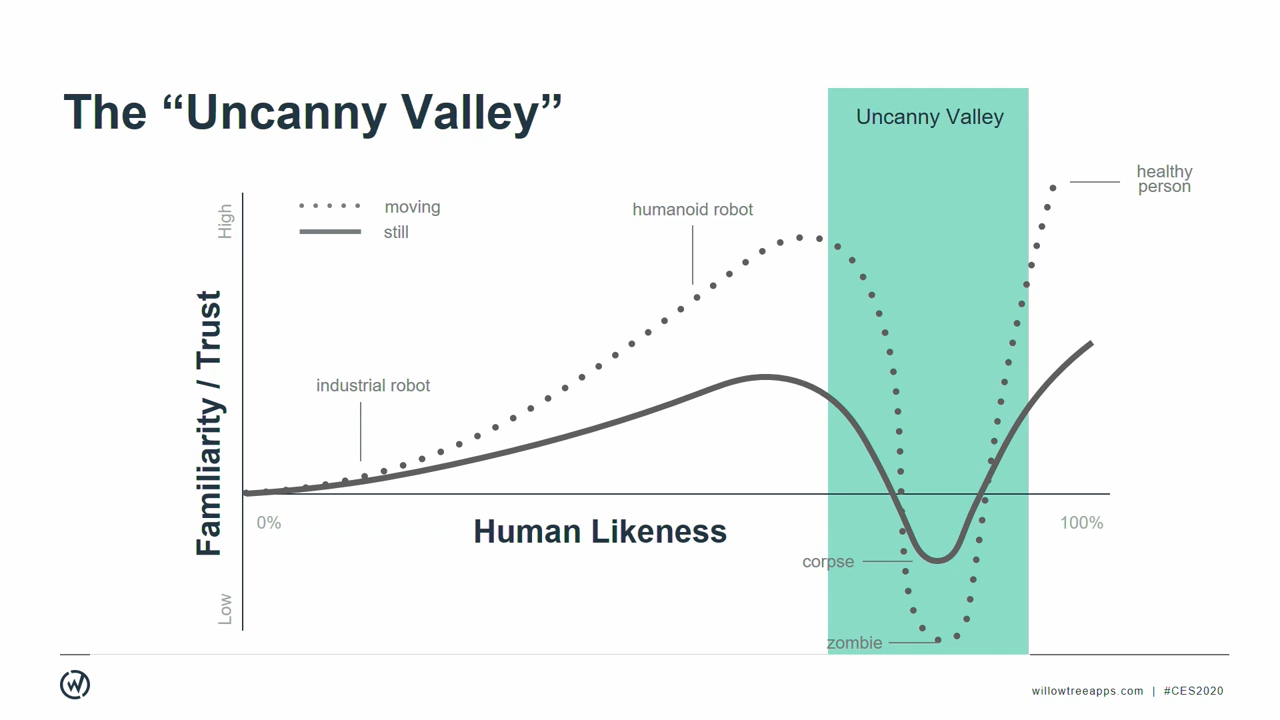 The “Uncanny Valley”
Uncanny Valley
healthy
person
High
moving
still
humanoid robot
industrial robot
Familiarity / Trust
0%
Human Likeness
100%
corpse
Low
zombie
willowtreeapps.com | #CES2020